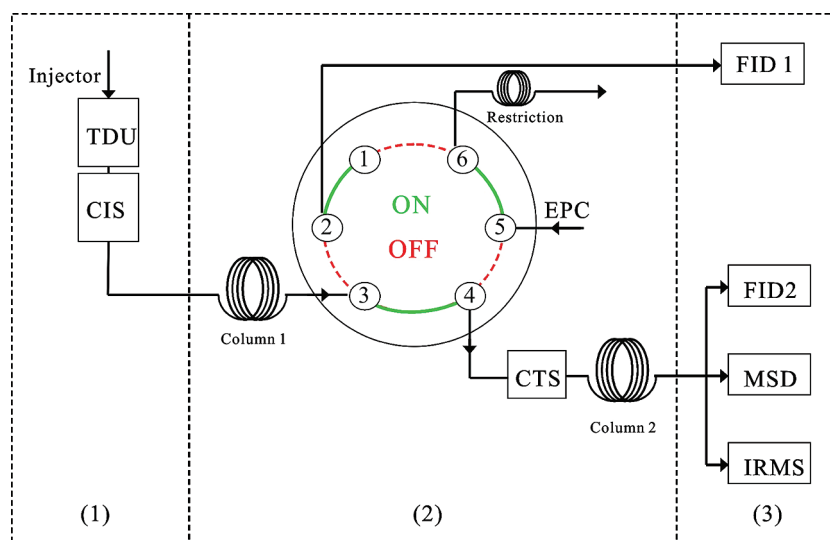 Injector
TDU
CIS
Column 1
1
2
3
4
5
6
ON
OFF
EPC
Restriction
CTS
Column 2
FID 1
FID2
MSD
IRMS
(1)
(2)
(3)